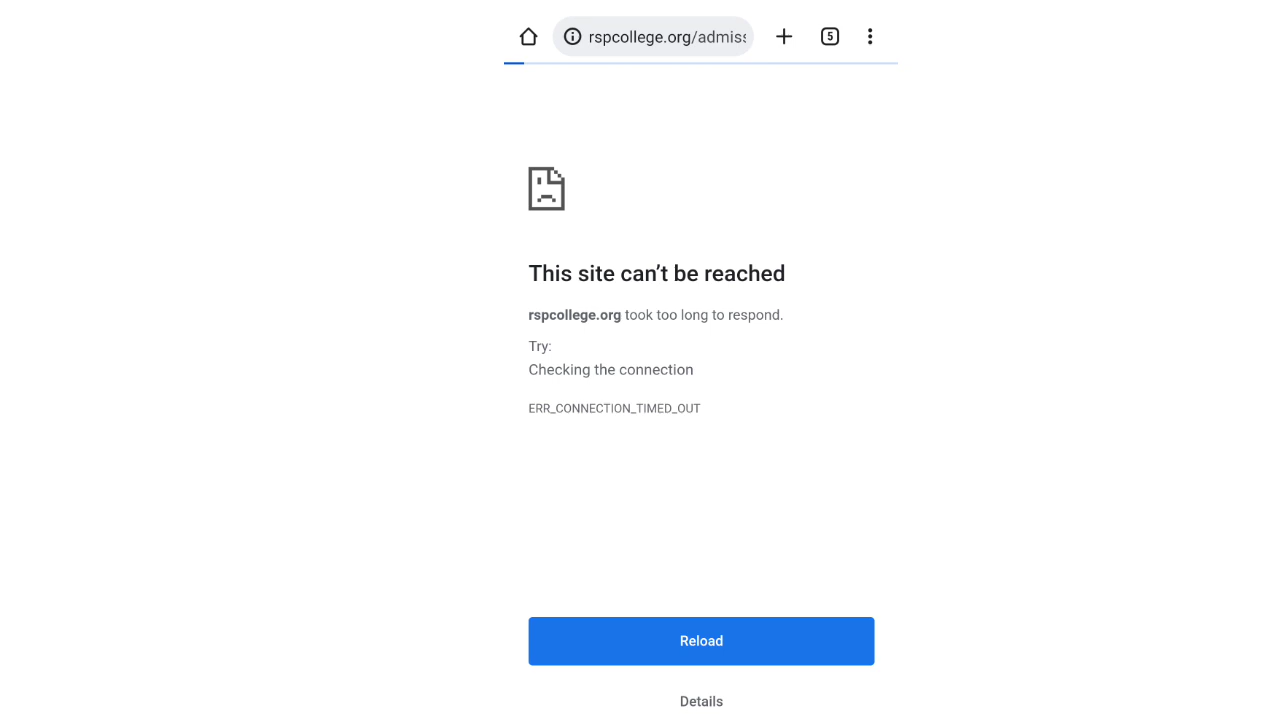 rspcollege.org/admiss
5
This site can’t be reached
rspcollege.org took too long to respond.
Try:
Checking the connection
ERR_CONNECTION_TIMED_OUT
Reload
Details